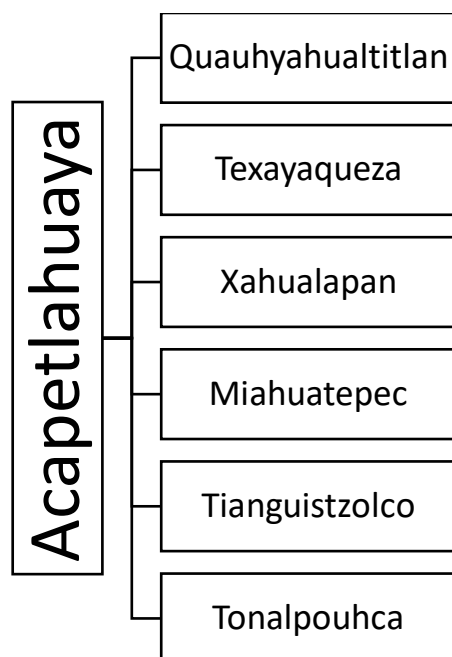 Acapetlahuaya
Quauhyahualtitlan
Texayaqueza
Xahualapan
Miahuatepec
Tianguistzolco
Tonalpouhca